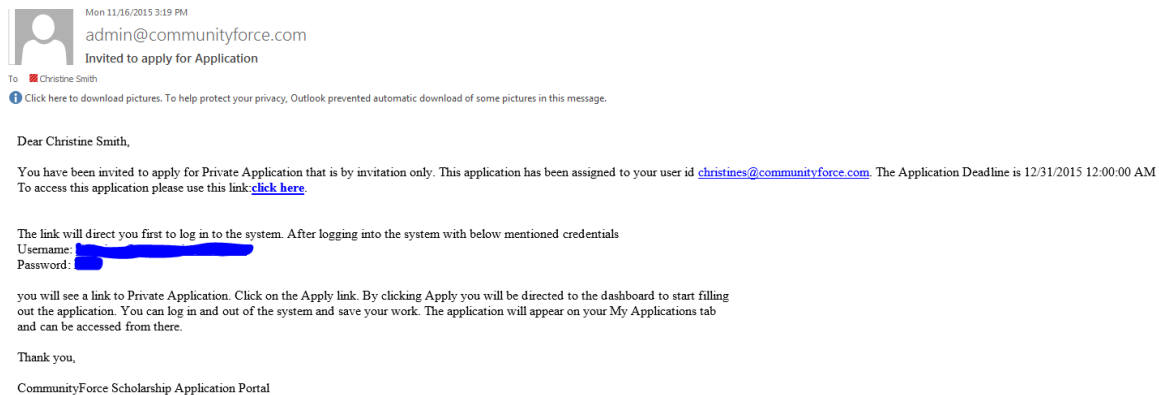 Mon 11/16/2015 3:19 PM
admin@communityforce.com
Invited to apply for Application
To Christine Smith
Click here to download pictures. To help protect your privacy, Outlook prevented automatic download of some pictures in this message.
Dear Christine Smith,
You have been invited to apply for Private Application that is by invitation only. This application has been assigned to your user id christines@communityforce.com. The Application Deadline is 12/31/2015 12:00:00 AM
To access this application please use this link:click here.
The link will direct you first to log in to the system. After logging into the system with below mentioned credentials
Username:
Password:
you will see a link to Private Application. Click on the Apply link. By clicking Apply you will be directed to the dashboard to start filling
out the application. You can log in and out of the system and save your work. The application will appear on your My Applications tab
and can be accessed from there.
Thank you,
CommunityForce Scholarship Application Portal